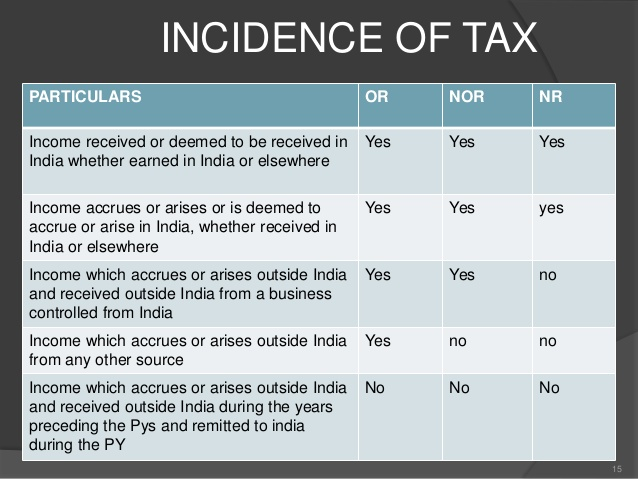 INCIDENCE OF TAX
PARTICULARS OR NOR NR
Income received or deemed to be received in Yes Yes Yes
India whether earned in India or elsewhere
Income accrues or arises or is deemed to Yes Yes yes
accrue or arise in India, whether received in
India or elsewhere
Income which accrues or arises outside India Yes Yes no
and received outside India from a business
controlled from India
Income which accrues or arises outside India Yes no no
from any other source
Income which accrues or arises outside India No No No
and received outside India during the years
preceding the Pys and remitted to india
during the PY
15